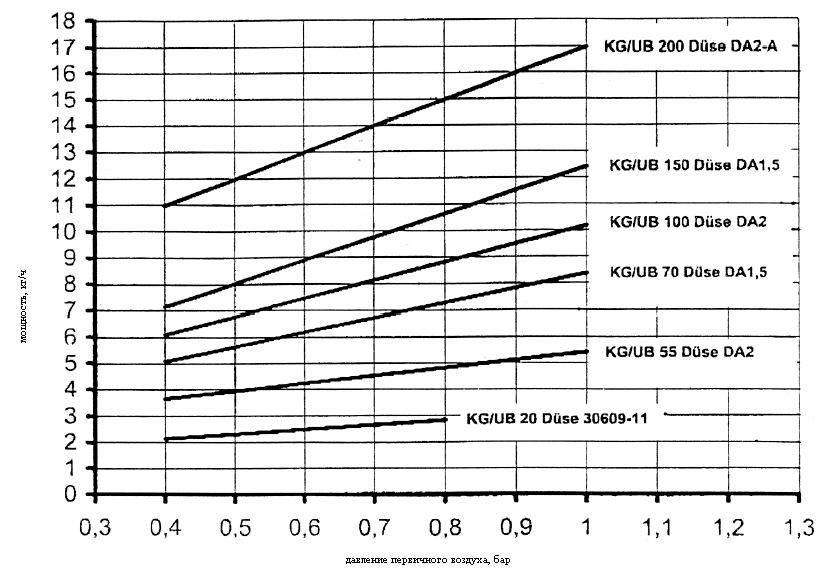 18
17
KG/UB 200 Düse DA2-A
16
15
14
13
12
KG/UB 150 Düse DA1,5
11
10
KG/UB 100 Düse DA2
9
8
KG/UB 70 Düse DA1,5
7
6
5
KG/UB 55 Düse DA2
4
3
KG/UB 20 Düse 30609-11
2
1
0
мощность, кг/ч
0,3 0,4 0,5 0,6 0,7 0,8 0,9 1 1,1 1,2 1,3
давление первичного воздуха, бар